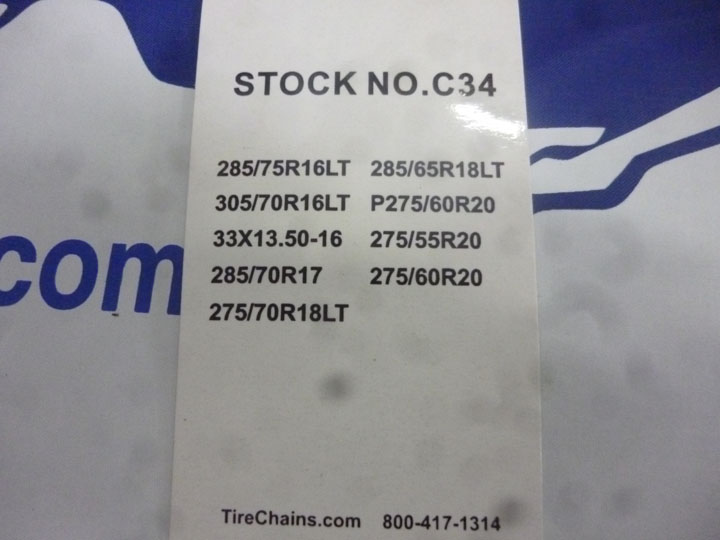 STOCK NO.C34
285/75R16LT 285/65R18LT
305/70R16LT P275/60R20
33X13.50-16 275/55R20
285/70R17 275/60R20
275/70R18LT
.com
TireChains.com 800-417-1314